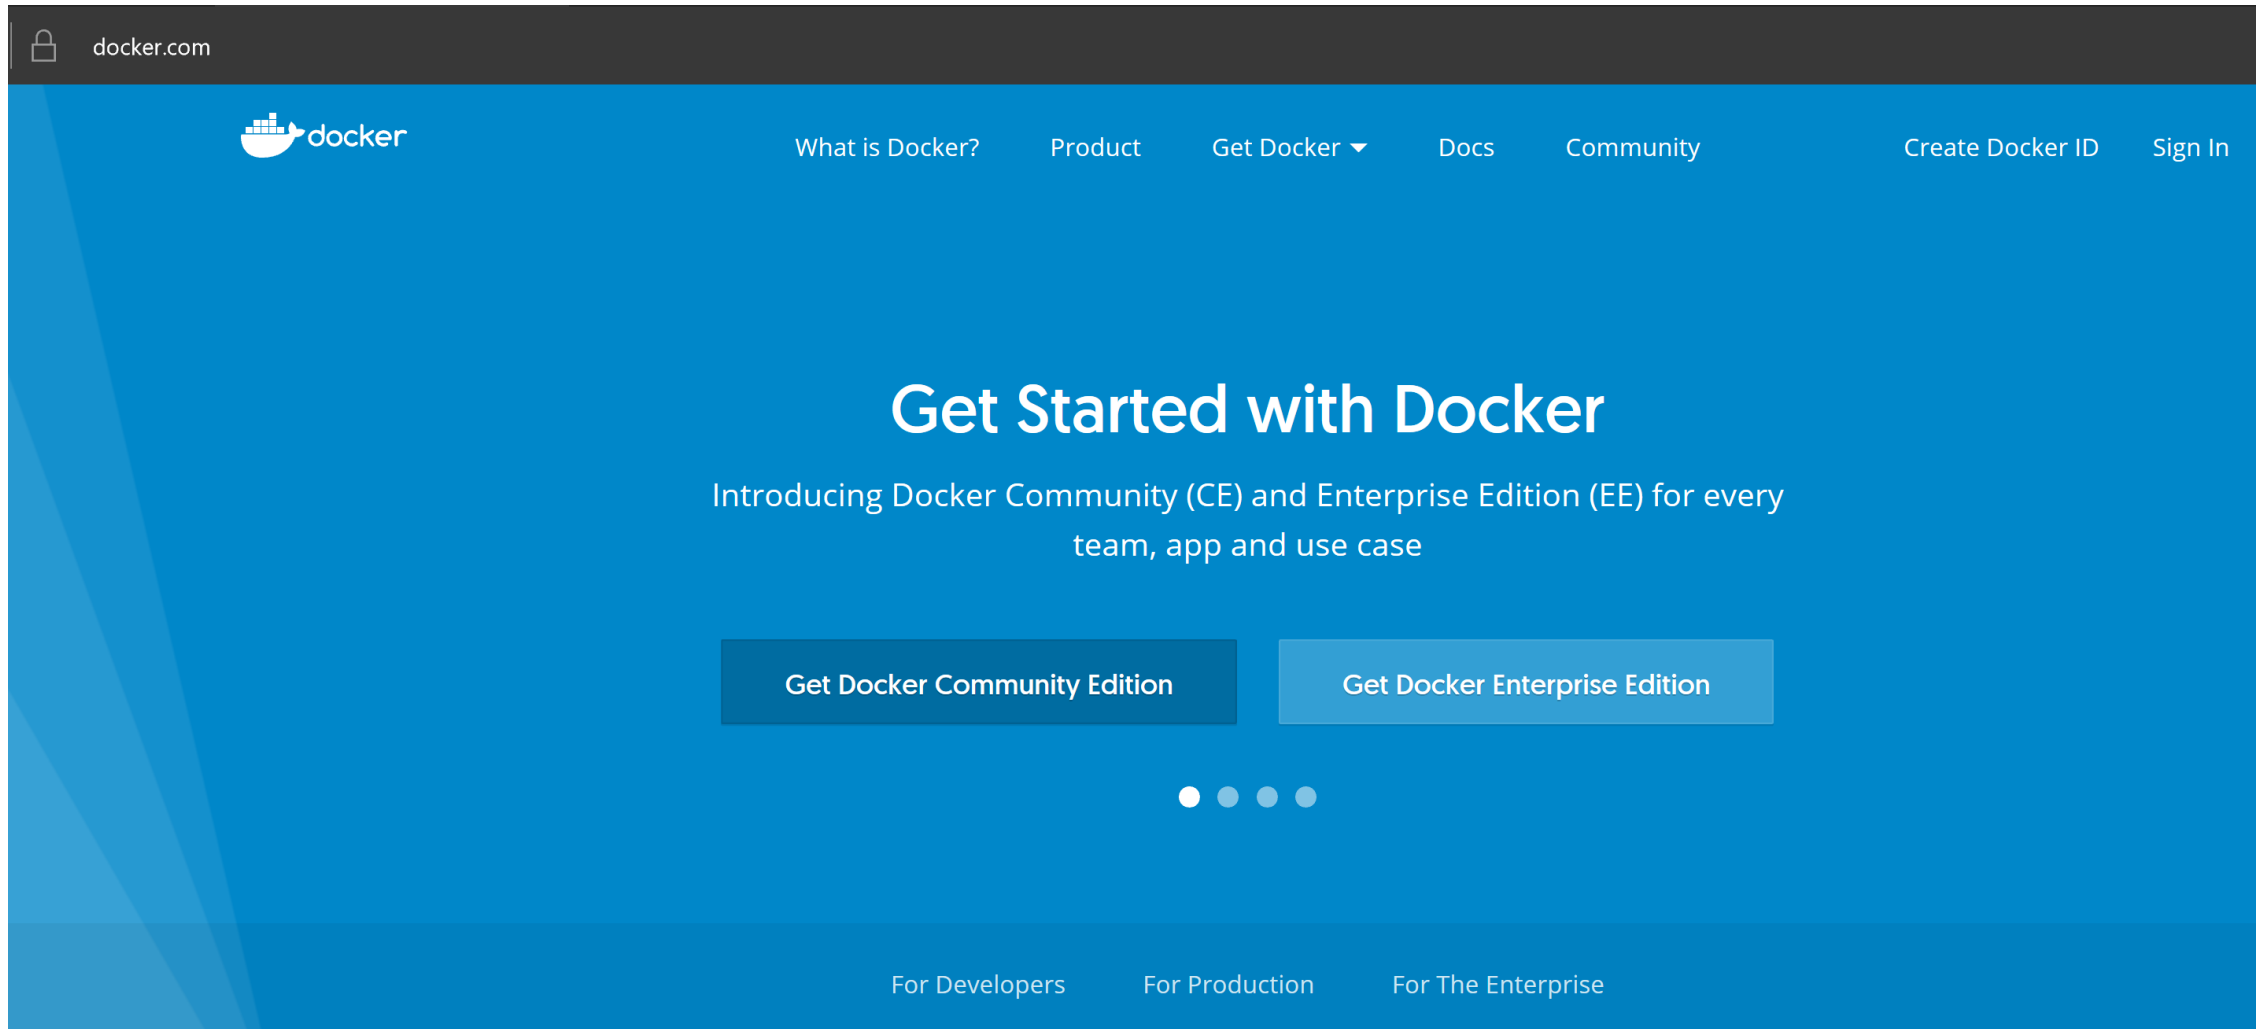 docker.com
docker
What is Docker? Product Get Docker Docs Community Create Docker ID Sign In
Get Started with Docker
Introducing Docker Community (CE) and Enterprise Edition (EE) for every
team, app and use case
Get Docker Community Edition Get Docker Enterprise Edition
For Developers For Production For The Enterprise